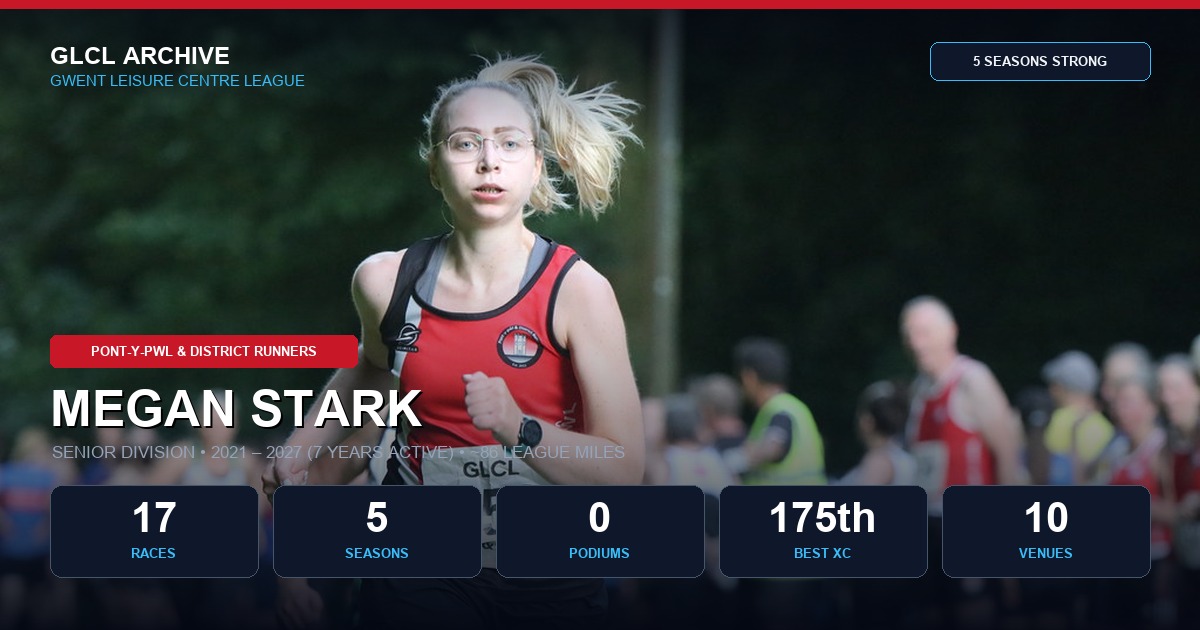 GLCL ARCHIVE
GWENT LEISURE CENTRE LEAGUE
5 SEASONS STRONG
PONT-Y-PWL & DISTRICT RUNNERS
MEGAN STARK
SENIOR DIVISION • 2021 – 2027 (7 YEARS ACTIVE) • ~86 LEAGUE MILES
GLCL
17
RACES
5
SEASONS
0
PODIUMS
175th
BEST XC
10
VENUES